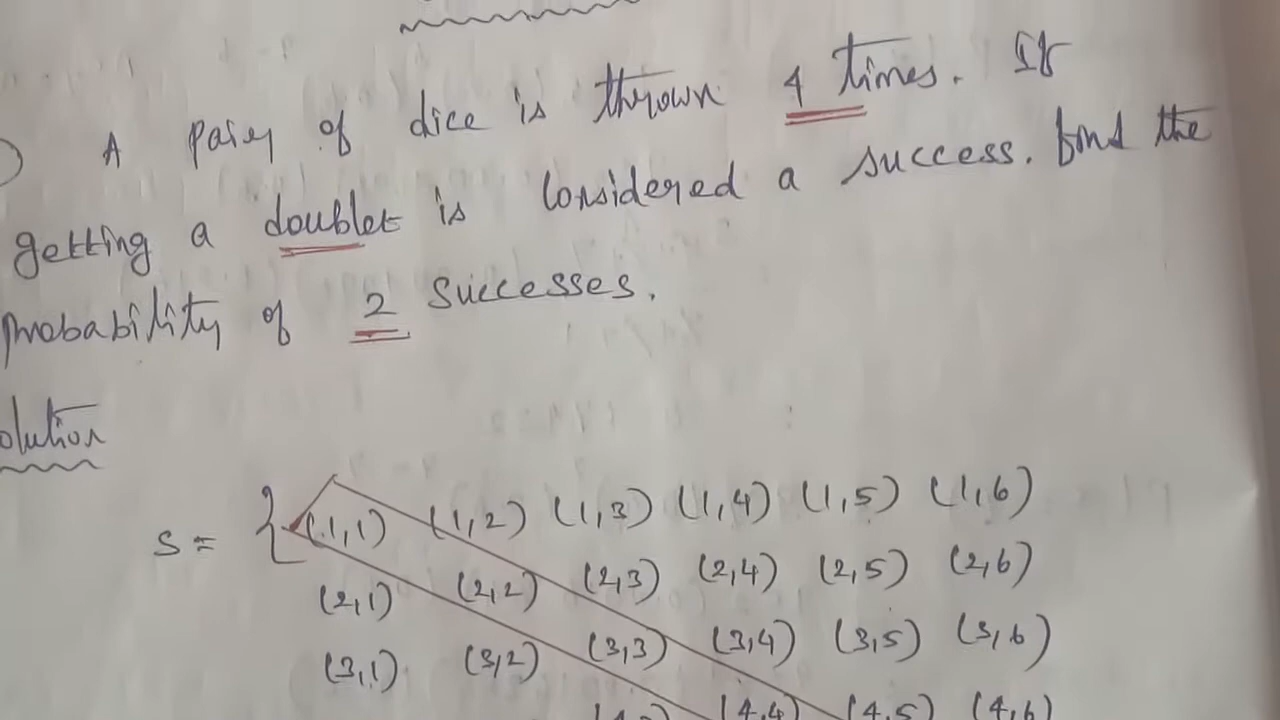 A pair of dice is thrown 4 times. If
getting a doublet is considered a success. find the
probability of 2 successes.
olution
S = { (1,1) (1,2) (1,3) (1,4) (1,5) (1,6)
(2,1) (2,2) (2,3) (2,4) (2,5) (2,6)
(3,1) (3,2) (3,3) (3,4) (3,5) (3,6)
(4,4) (4,5) (4,6)